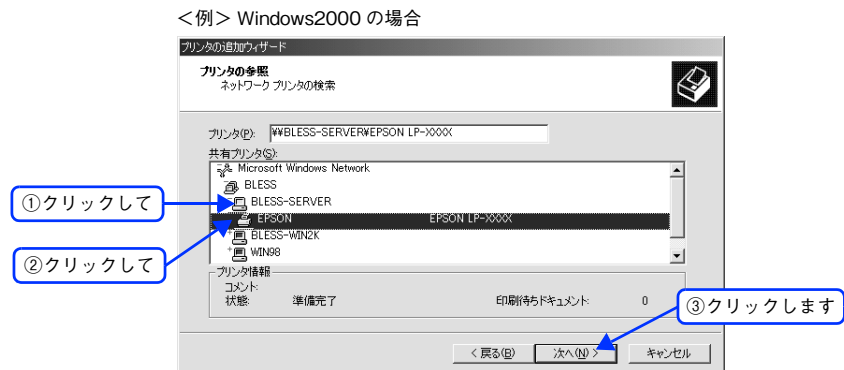 ＜例＞ Windows2000 の場合
プリンタの追加ウィザード
プリンタの参照
ネットワーク プリンタの検索
プリンタ(P): ¥¥BLESS-SERVER¥EPSON LP-XXXX
共有プリンタ(S):
Microsoft Windows Network
BLESS
①クリックして
BLESS-SERVER
EPSON EPSON LP-XXXX
②クリックして
BLESS-WIN2K
WIN98
プリンタ情報
コメント:
状態: 準備完了 印刷待ちドキュメント: 0
③クリックします
< 戻る(B) 次へ(N) > キャンセル